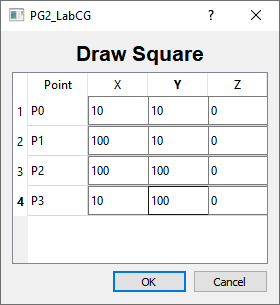 PG2_LabCG ? ×
Draw Square
Point X Y Z
1 P0 10 10 0
2 P1 100 10 0
3 P2 100 100 0
4 P3 10 100 0
OK Cancel